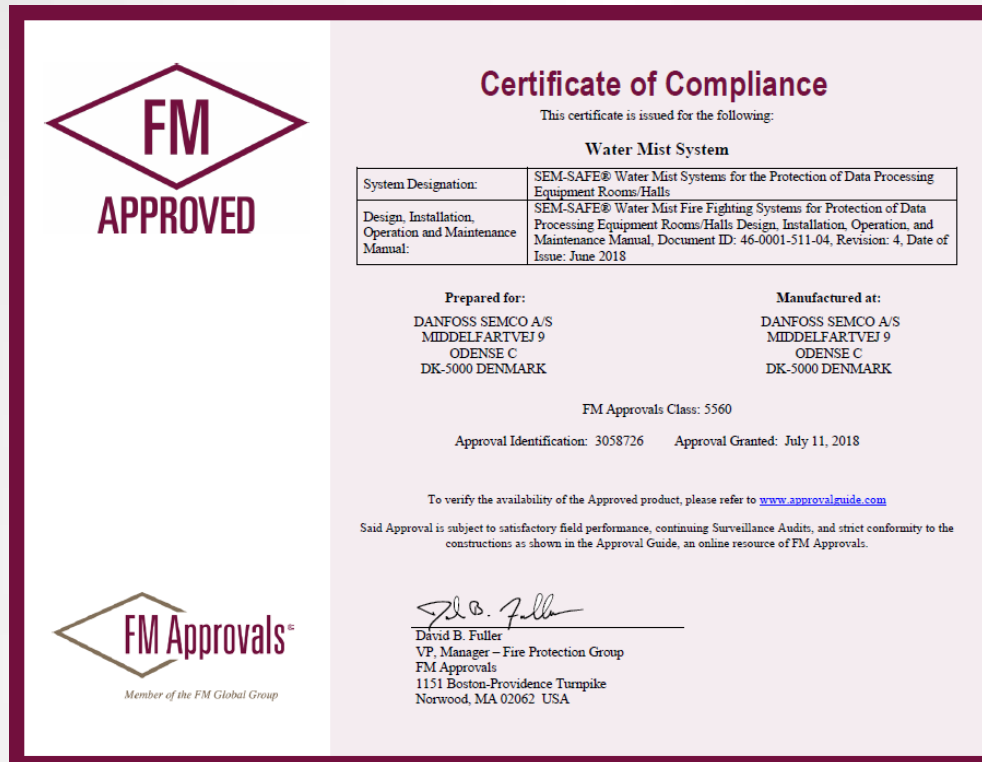 FM
APPROVED
Certificate of Compliance
This certificate is issued for the following:
Water Mist System
System Designation:
SEM-SAFE® Water Mist Systems for the Protection of Data Processing
Equipment Rooms/Halls
Design, Installation,
Operation and Maintenance
Manual:
SEM-SAFE® Water Mist Fire Fighting Systems for Protection of Data
Processing Equipment Rooms/Halls Design, Installation, Operation, and
Maintenance Manual, Document ID: 46-0001-511-04, Revision: 4, Date of
Issue: June 2018
Prepared for:
DANFOSS SEMCO A/S
MIDDELFARTVEJ 9
ODENSE C
DK-5000 DENMARK
Manufactured at:
DANFOSS SEMCO A/S
MIDDELFARTVEJ 9
ODENSE C
DK-5000 DENMARK
FM Approvals Class: 5560
Approval Identification: 3058726 Approval Granted: July 11, 2018
To verify the availability of the Approved product, please refer to www.approvalguide.com
Said Approval is subject to satisfactory field performance, continuing Surveillance Audits, and strict conformity to the
constructions as shown in the Approval Guide, an online resource of FM Approvals.
David B. Fuller
VP, Manager – Fire Protection Group
FM Approvals
1151 Boston-Providence Turnpike
Norwood, MA 02062 USA
FM Approvals
Member of the FM Global Group